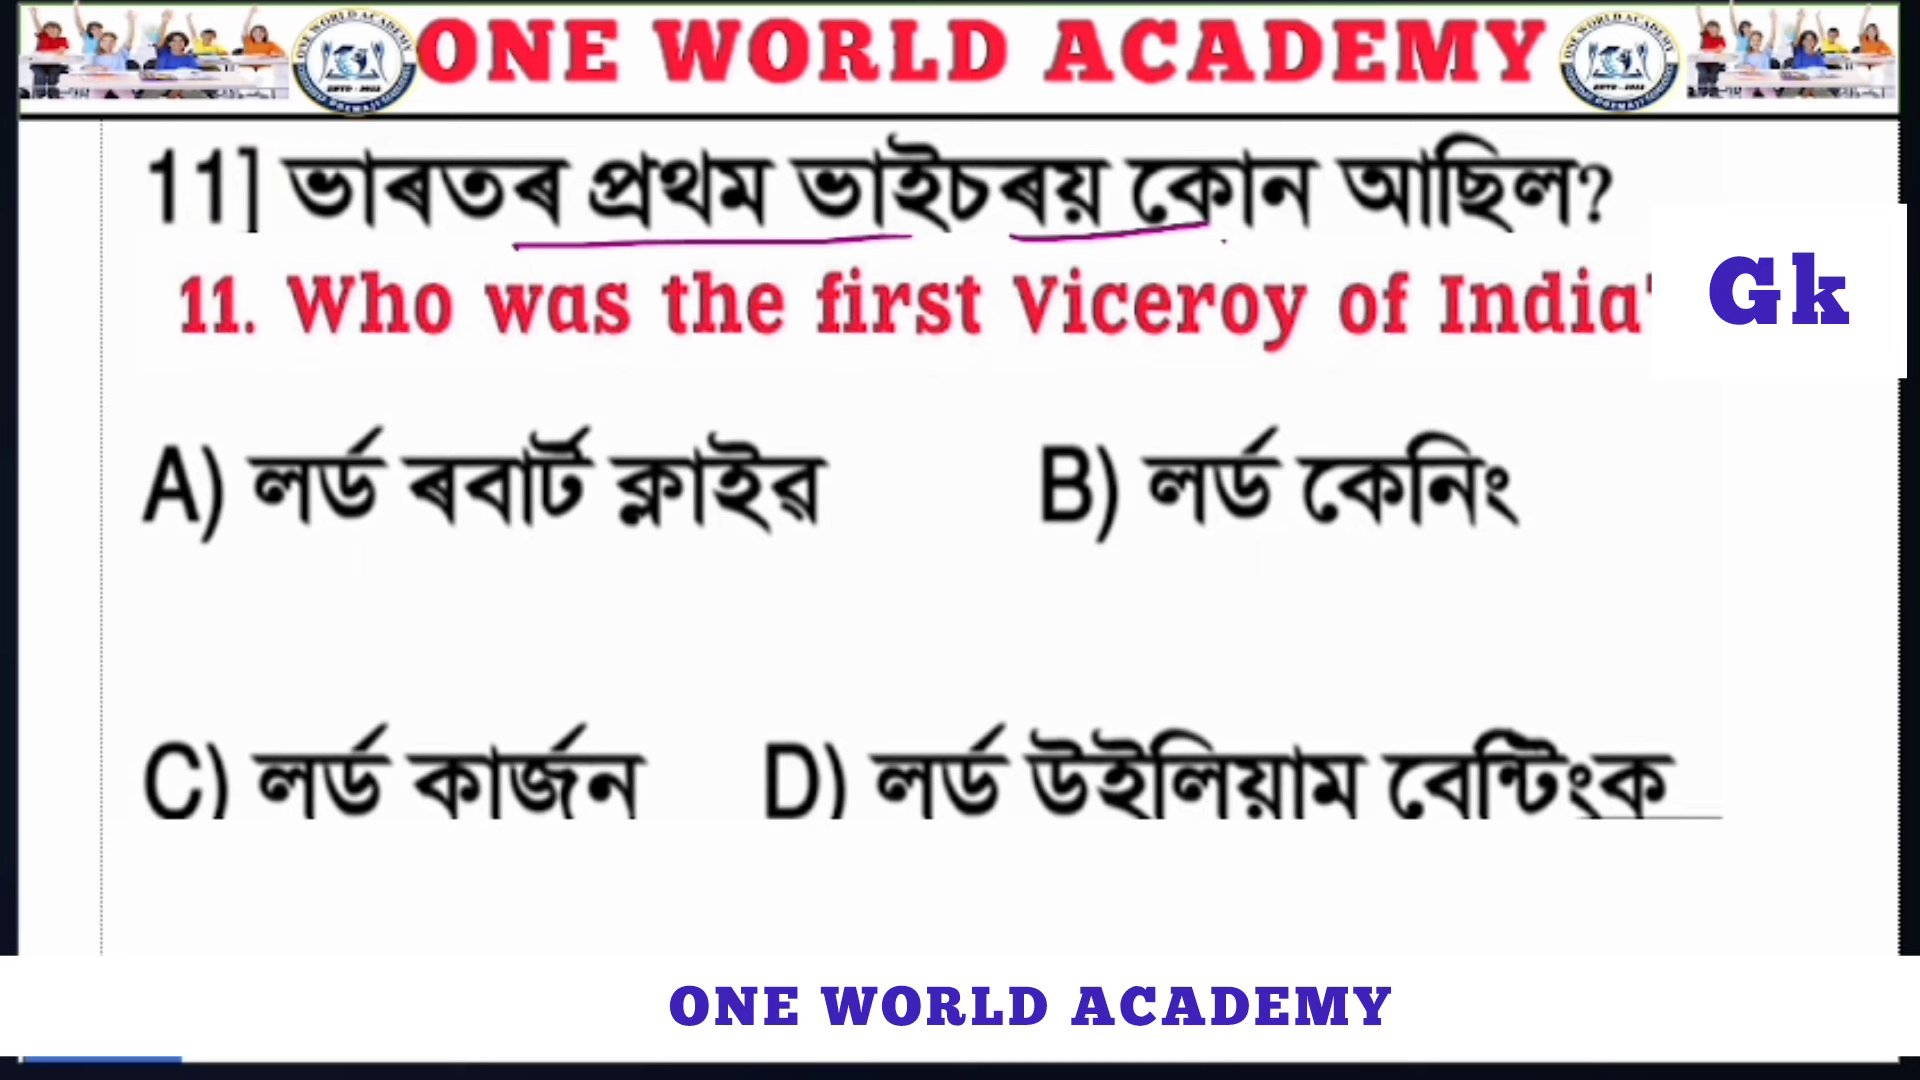 ONE WORLD ACADEMY
11] ভাৰতৰ প্ৰথম ভাইচৰয় কোন আছিল?
11. Who was the first Viceroy of India'
Gk
A) লৰ্ড ৰবাৰ্ট ক্লাইৱ B) লৰ্ড কেনিং
C) লৰ্ড কাৰ্জন D) লৰ্ড উইলিয়াম বেন্টিংক
ONE WORLD ACADEMY